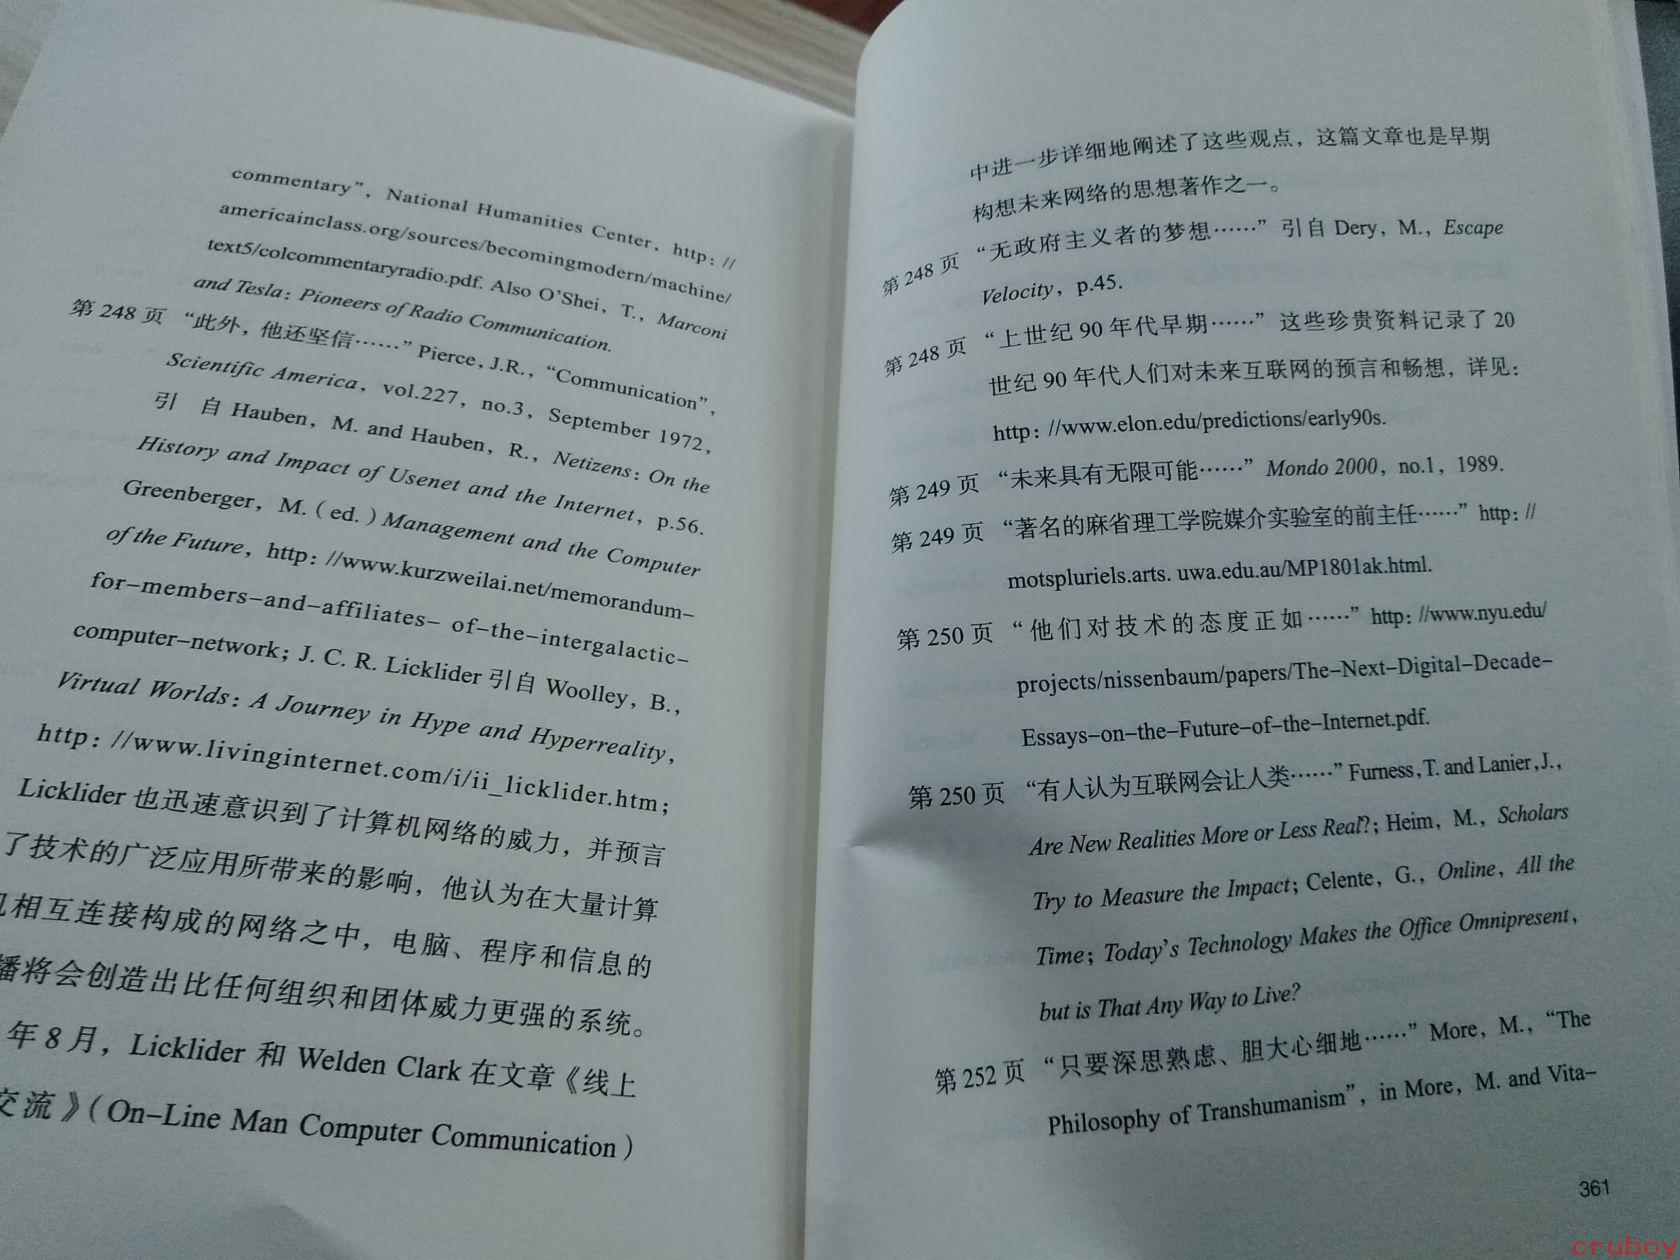 commentary”, National Humanities Center, http: //
americainclass.org/sources/becomingmodern/machine/
text5/colcommentaryradio.pdf. Also O’Shei, T., Marconi
and Tesla: Pioneers of Radio Communication.
第 248 页 “此外，他还坚信……” Pierce, J.R., “Communication”,
Scientific America, vol.227, no.3, September 1972,
引 自 Hauben, M. and Hauben, R., Netizens: On the
History and Impact of Usenet and the Internet, p.56.
Greenberger, M. ( ed. ) Management and the Computer
of the Future, http: //www.kurzweilai.net/memorandum-
for-members-and-affiliates- of-the-intergalactic-
computer-network; J. C. R. Licklider 引自 Woolley, B.,
Virtual Worlds: A Journey in Hype and Hyperreality,
http: //www.livinginternet.com/i/ii_licklider.htm;
Licklider 也迅速意识到了计算机网络的威力，并预言
了技术的广泛应用所带来的影响，他认为在大量计算
机相互连接构成的网络之中，电脑、程序和信息的
播将会创造出比任何组织和团体威力更强的系统。
年 8 月，Licklider 和 Welden Clark 在文章《线上
交流》( On-Line Man Computer Communication )
中进一步详细地阐述了这些观点，这篇文章也是早期
构想未来网络的思想著作之一。
第 248 页 “无政府主义者的梦想……” 引自 Dery, M., Escape
Velocity, p.45.
第 248 页 “上世纪 90 年代早期……” 这些珍贵资料记录了 20
世纪 90 年代人们对未来互联网的预言和畅想，详见：
http: //www.elon.edu/predictions/early90s.
第 249 页 “未来具有无限可能……” Mondo 2000, no.1, 1989.
第 249 页 “著名的麻省理工学院媒介实验室的前主任……” http: //
motspluriels.arts. uwa.edu.au/MP1801ak.html.
第 250 页 “他们对技术的态度正如……” http: //www.nyu.edu/
projects/nissenbaum/papers/The-Next-Digital-Decade-
Essays-on-the-Future-of-the-Internet.pdf.
第 250 页 “有人认为互联网会让人类……” Furness, T. and Lanier, J.,
Are New Realities More or Less Real?; Heim, M., Scholars
Try to Measure the Impact; Celente, G., Online, All the
Time; Today’s Technology Makes the Office Omnipresent,
but is That Any Way to Live?
第 252 页 “只要深思熟虑、胆大心细地……” More, M., “The
Philosophy of Transhumanism”, in More, M. and Vita-
361
cruboy